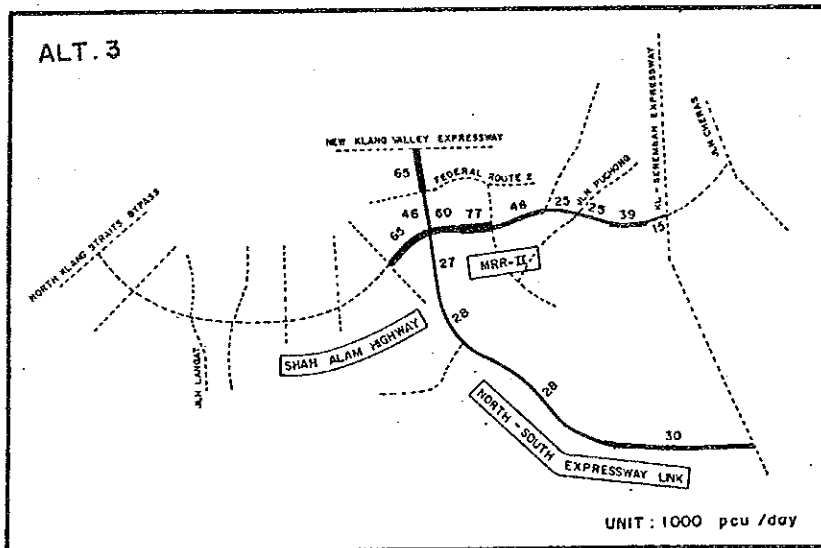 ALT. 3
NEW KLANG VALLEY EXPRESSWAY
KL - SEREMBAN EXPRESSWAY
JLN CHERAS
65
FEDERAL ROUTE 2
JLN PUCHONG
NORTH KLANG STRAITS BYPASS
46
60
77
46
25
25
39
15
65
27
MRR-II
28
SHAH ALAM HIGHWAY
JLN LANGAT
28
NORTH - SOUTH EXPRESSWAY LINK
30
UNIT : 1000 pcu /day